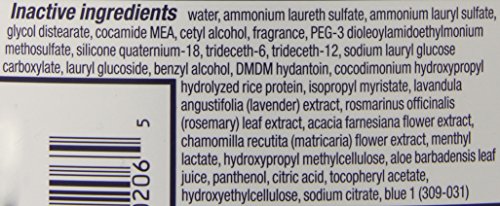 Inactive ingredients water, ammonium laureth sulfate, ammonium lauryl sulfate,
glycol distearate, cocamide MEA, cetyl alcohol, fragrance, PEG-3 dioleoylamidoethylmonium
methosulfate, silicone quaternium-18, trideceth-6, trideceth-12, sodium lauryl glucose
carboxylate, lauryl glucoside, benzyl alcohol, DMDM hydantoin, cocodimonium hydroxypropyl
hydrolyzed rice protein, isopropyl myristate, lavandula
angustifolia (lavender) extract, rosmarinus officinalis
(rosemary) leaf extract, acacia farnesiana flower extract,
chamomilla recutita (matricaria) flower extract, menthyl
lactate, hydroxypropyl methylcellulose, aloe barbadensis leaf
juice, panthenol, citric acid, tocopheryl acetate,
hydroxyethylcellulose, sodium citrate, blue 1 (309-031)
0206 5